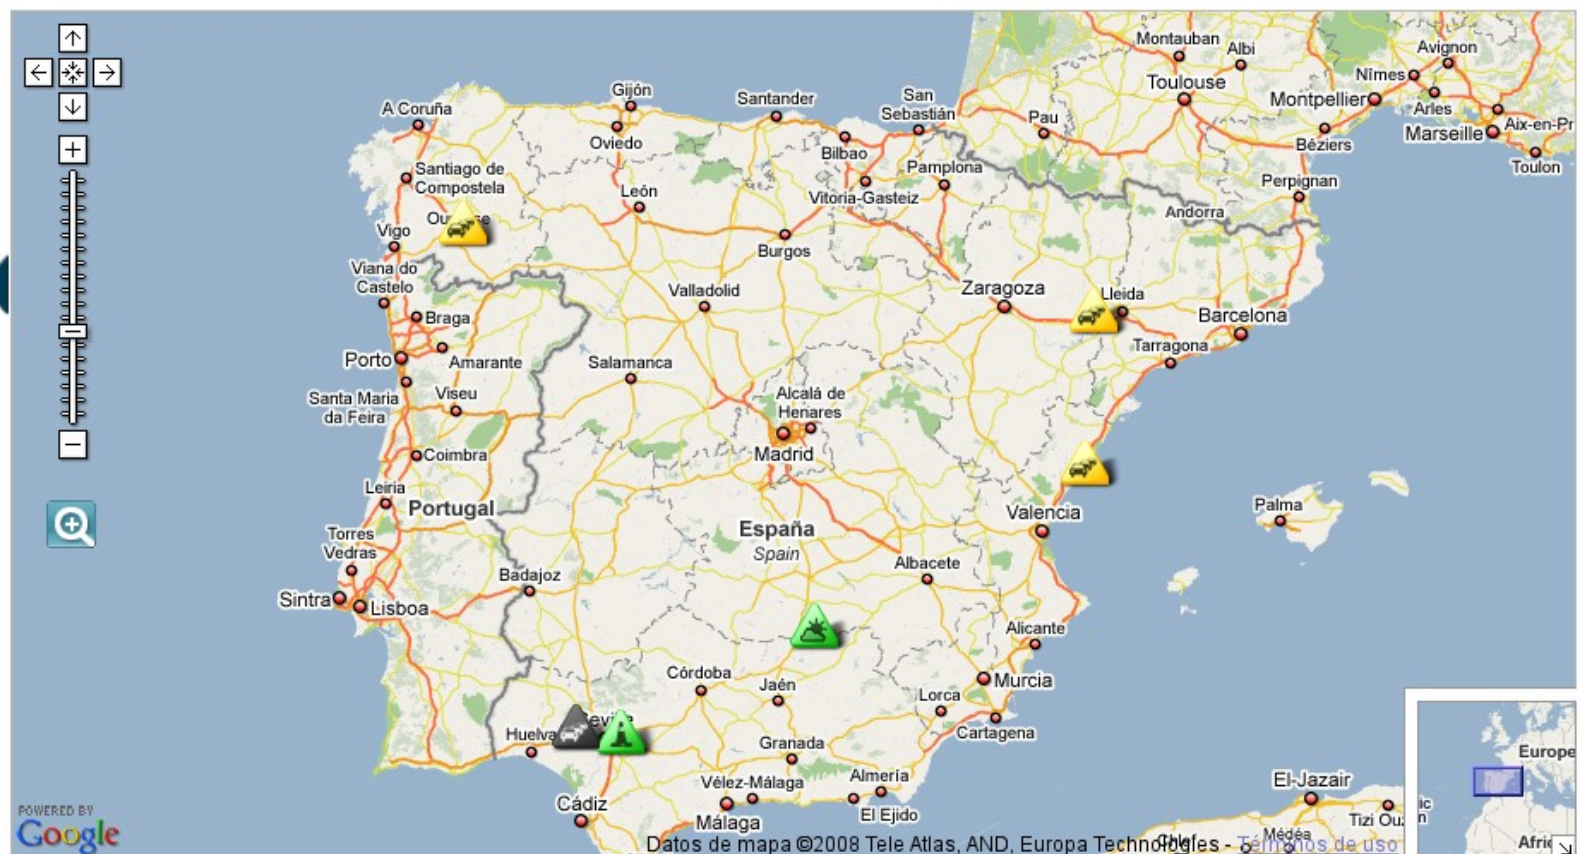 Montauban
Albi
Avignon
Nîmes
Toulouse
Montpellier
Arles
Aix-en-Pr
Marseille
Béziers
Toulon
Gijón
Santander
San
Sebastián
Pau
A Coruña
Oviedo
Bilbao
Pamplona
Perpignan
Santiago de
Compostela
León
Vitoria-Gasteiz
Andorra
Vigo
Burgos
Viana do
Castelo
Valladolid
Zaragoza
Lleida
Braga
Barcelona
Porto
Amarante
Salamanca
Tarragona
Santa Maria
da Feira
Viseu
Alcalá de
Henares
Coimbra
Madrid
Leiria
Portugal
Palma
Valencia
Torres
Vedras
España
Spain
Albacete
Badajoz
Sintra
Lisboa
Alicante
Córdoba
Jaén
Murcia
Lorca
Huelva
Cartagena
Granada
Europe
Vélez-Málaga
Almería
El-Jazair
Cádiz
Málaga
El Ejido
Tizi Ouz
POWERED BY
Google
Médéa
Datos de mapa ©2008 Tele Atlas, AND, Europa Technologies - Términos de uso
Afric